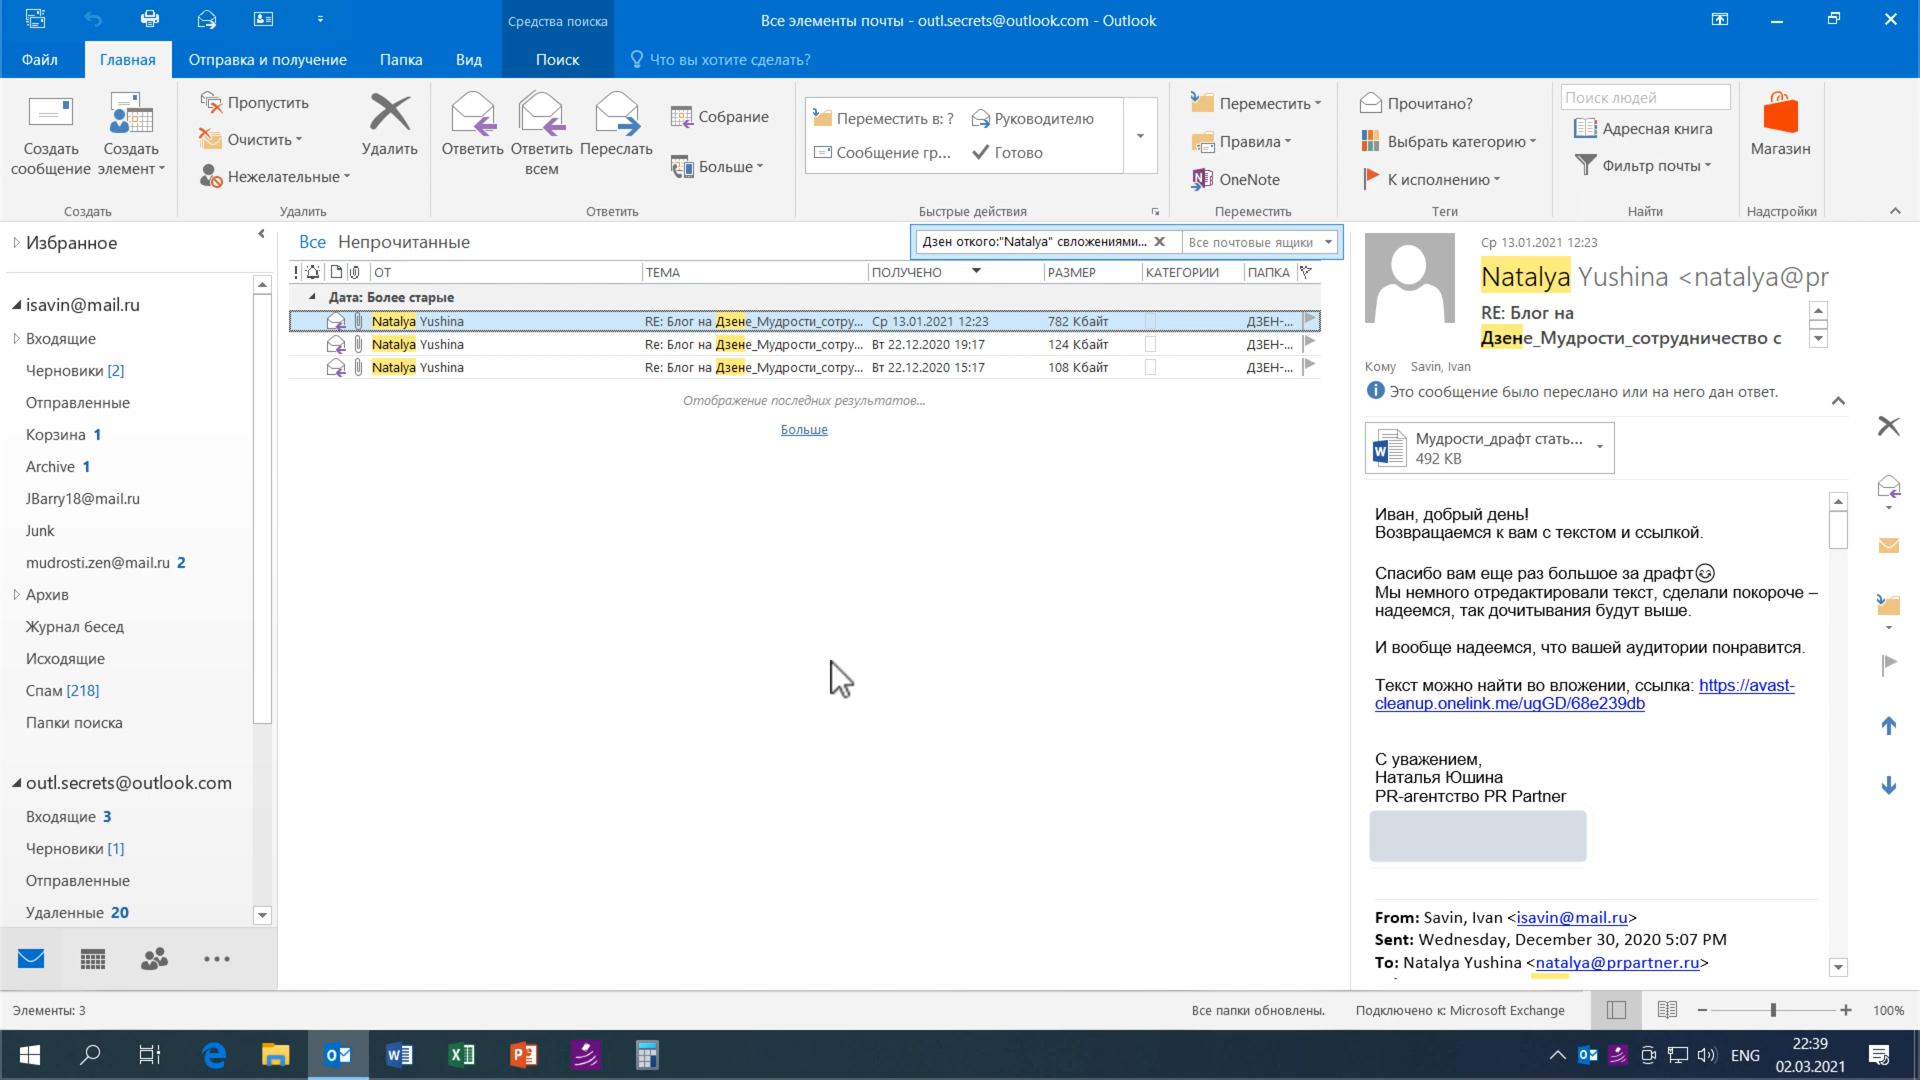 Средства поиска
Все элементы почты - outl.secrets@outlook.com - Outlook
Файл
Главная
Отправка и получение
Папка
Вид
Поиск
Что вы хотите сделать?
Создать сообщение
Создать элемент
Создать
Пропустить
Очистить
Нежелательные
Удалить
Удалить
Ответить
Ответить всем
Переслать
Собрание
Больше
Ответить
Переместить в: ?
Руководителю
Сообщение гр...
Готово
Быстрые действия
Переместить
Правила
OneNote
Переместить
Прочитано?
Выбрать категорию
К исполнению
Теги
Поиск людей
Адресная книга
Фильтр почты
Найти
Магазин
Надстройки
Избранное
isavin@mail.ru
Входящие
Черновики [2]
Отправленные
Корзина 1
Archive 1
JBarry18@mail.ru
Junk
mudrosti.zen@mail.ru 2
Архив
Журнал бесед
Исходящие
Спам [218]
Папки поиска
outl.secrets@outlook.com
Входящие 3
Черновики [1]
Отправленные
Удаленные 20
Все Непрочитанные
Дзен откого:"Natalya" свложениями...
Все почтовые ящики
ОТ ТЕМА ПОЛУЧЕНО РАЗМЕР КАТЕГОРИИ ПАПКА
Дата: Более старые
Natalya Yushina RE: Блог на Дзене_Мудрости_сотру... Ср 13.01.2021 12:23 782 Кбайт ДЗЕН-...
Natalya Yushina Re: Блог на Дзене_Мудрости_сотру... Вт 22.12.2020 19:17 124 Кбайт ДЗЕН-...
Natalya Yushina Re: Блог на Дзене_Мудрости_сотру... Вт 22.12.2020 15:17 108 Кбайт ДЗЕН-...
Отображение последних результатов...
Больше
Ср 13.01.2021 12:23
Natalya Yushina <natalya@pr
RE: Блог на
Дзене_Мудрости_сотрудничество с
Кому Savin, Ivan
Это сообщение было переслано или на него дан ответ.
Мудрости_драфт стать...
492 KB
Иван, добрый день!
Возвращаемся к вам с текстом и ссылкой.
Спасибо вам еще раз большое за драфт
Мы немного отредактировали текст, сделали покороче –
надеемся, так дочитывания будут выше.
И вообще надеемся, что вашей аудитории понравится.
Текст можно найти во вложении, ссылка: https://avast-
cleanup.onelink.me/ugGD/68e239db
С уважением,
Наталья Юшина
PR-агентство PR Partner
From: Savin, Ivan <isavin@mail.ru>
Sent: Wednesday, December 30, 2020 5:07 PM
To: Natalya Yushina <natalya@prpartner.ru>
Элементы: 3
Все папки обновлены.
Подключено к: Microsoft Exchange
100%
ENG
22:39
02.03.2021